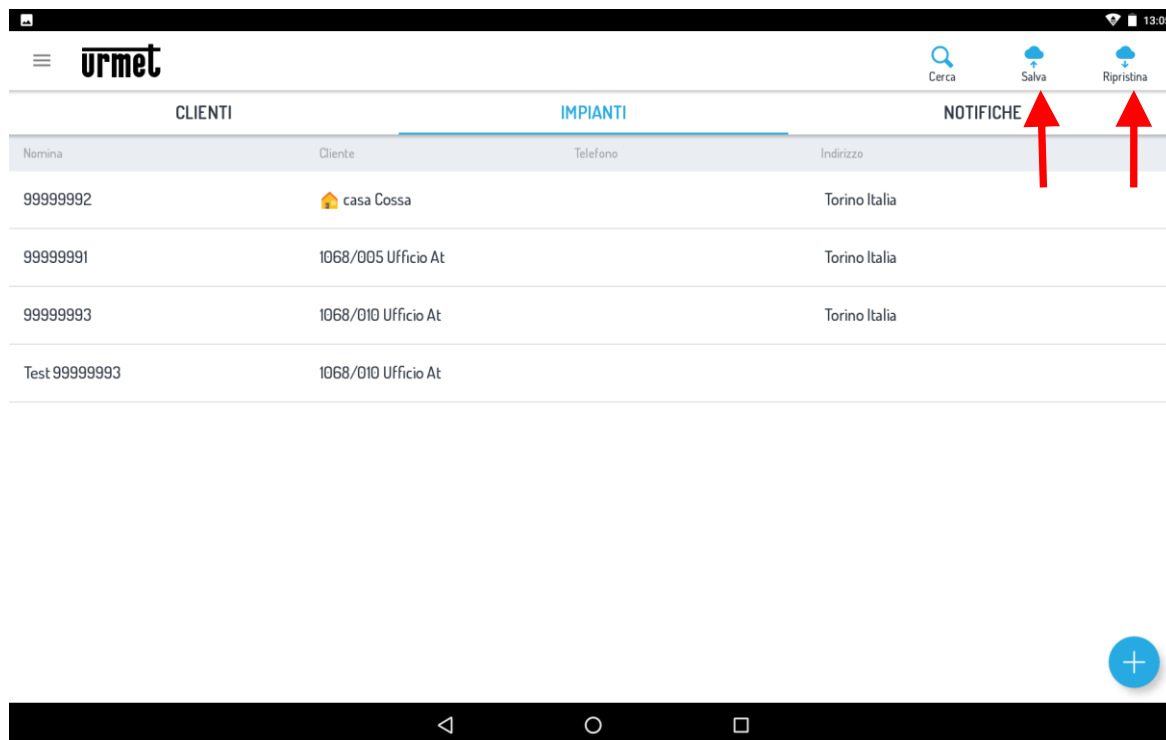 13:0
urmet
Cerca Salva Ripristina
CLIENTI IMPIANTI NOTIFICHE
Nomina Cliente Telefono Indirizzo
99999992 casa Cossa Torino Italia
99999991 1068/005 Ufficio At Torino Italia
99999993 1068/010 Ufficio At Torino Italia
Test 99999993 1068/010 Ufficio At